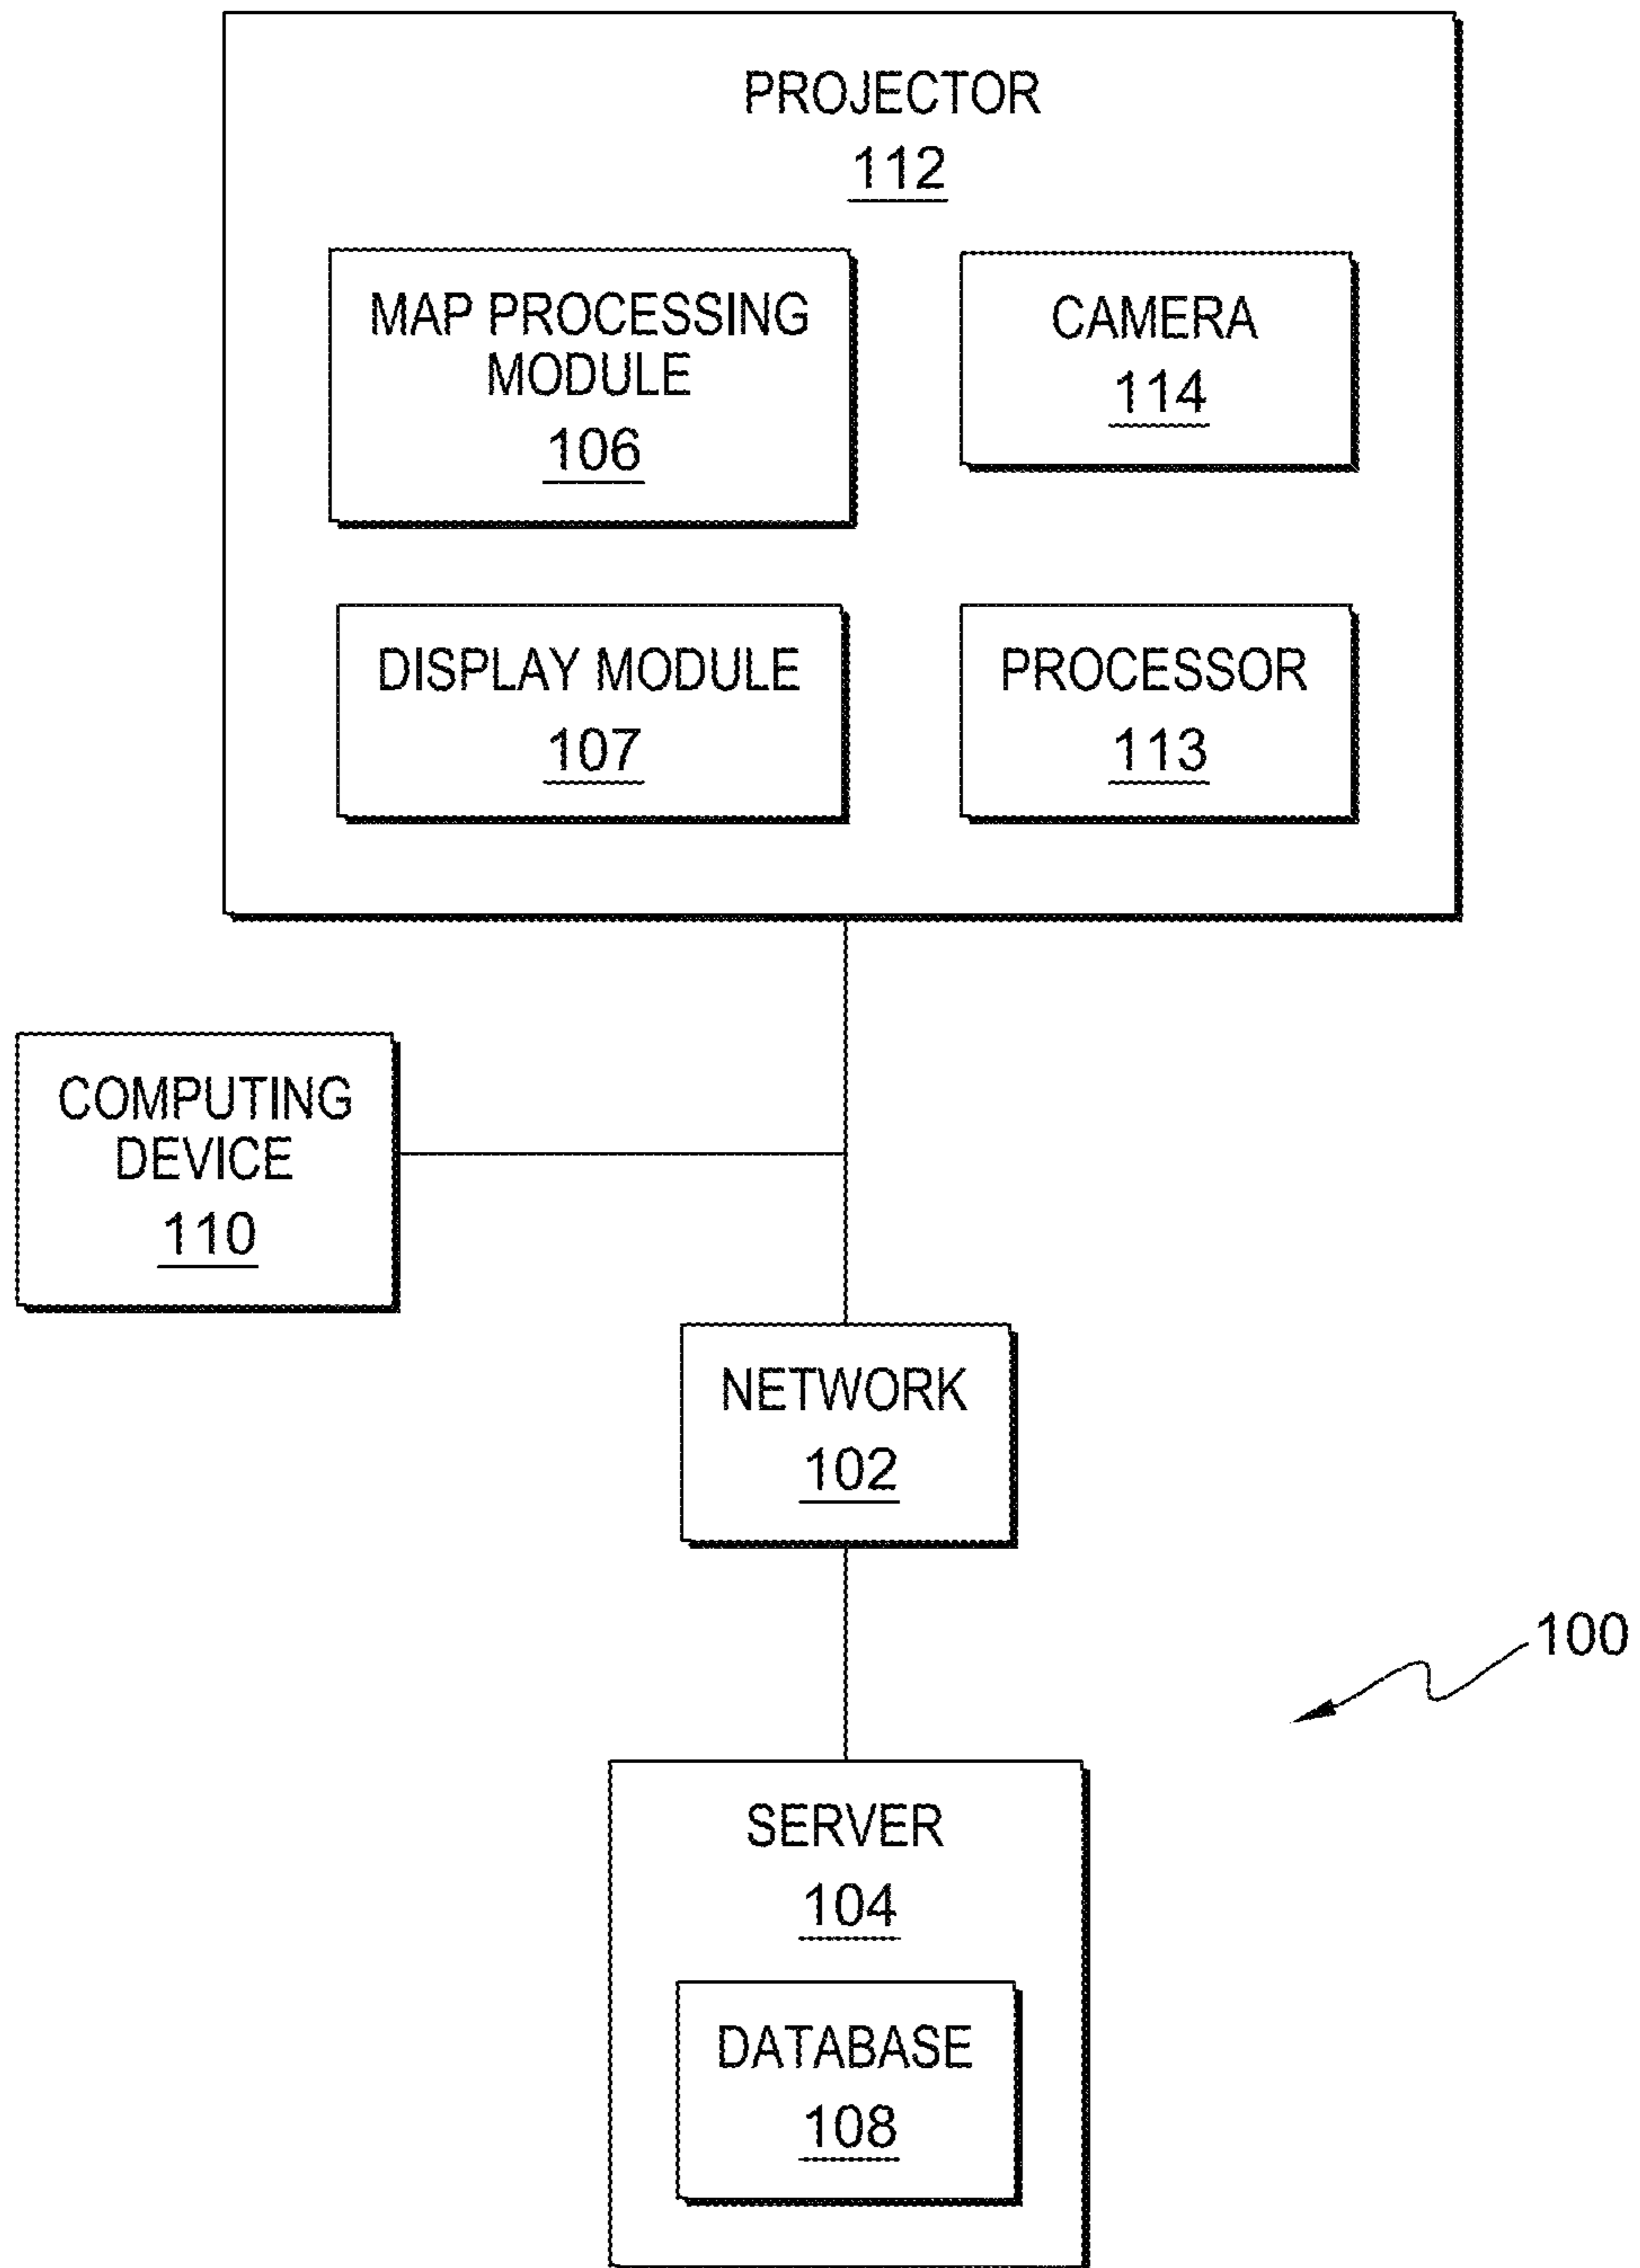 PROJECTOR
112
MAP PROCESSING
MODULE
106
CAMERA
114
DISPLAY MODULE
107
PROCESSOR
113
COMPUTING
DEVICE
110
NETWORK
102
100
SERVER
104
DATABASE
108